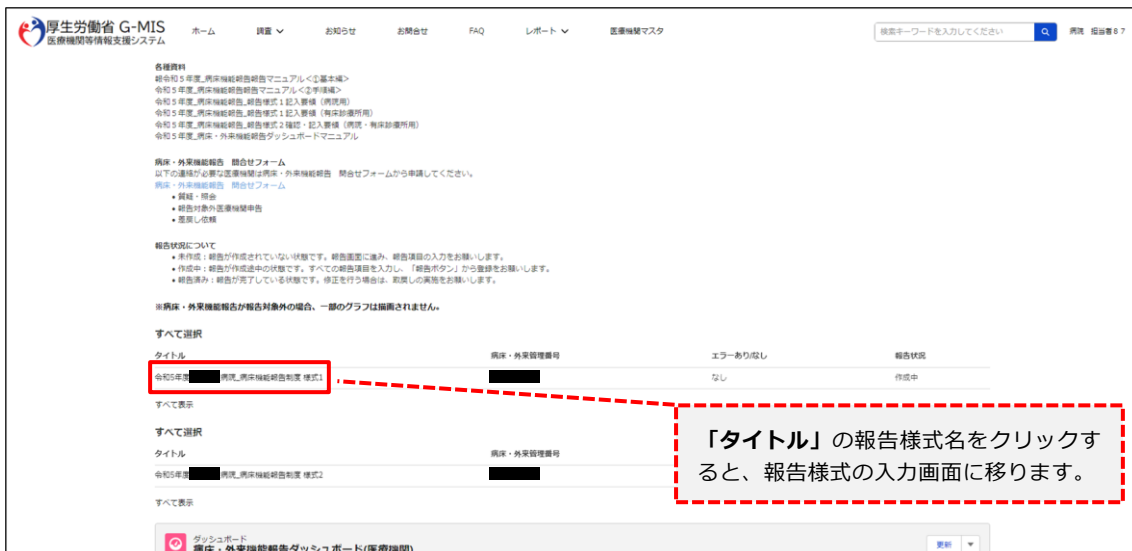 厚生労働省 G-MIS
医療機関等情報支援システム
ホーム 調査 お知らせ お問合せ FAQ レポート 医療機関マスタ 検索キーワードを入力してください 病院 担当者87
各種資料
報令和5年度_病床機能報告報告マニュアル<①基本編>
令和5年度_病床機能報告報告マニュアル<②手順編>
令和5年度_病床機能報告_報告様式1記入要領（病院用）
令和5年度_病床機能報告_報告様式1記入要領（有床診療所用）
令和5年度_病床機能報告_報告様式2確認・記入要領（病院・有床診療所用）
令和5年度_病床・外来機能報告ダッシュボードマニュアル
病床・外来機能報告 問合せフォーム
以下の連絡が必要な医療機関は病床・外来機能報告 問合せフォームから申請してください。
病床・外来機能報告 問合せフォーム
• 質疑・照会
• 報告対象外医療機関申告
• 差戻し依頼
報告状況について
• 未作成：報告が作成されていない状態です。報告画面に進み、報告項目の入力をお願いします。
• 作成中：報告が作成途中の状態です。すべての報告項目を入力し、「報告ボタン」から登録をお願いします。
• 報告済み：報告が完了している状態です。修正を行う場合は、取戻しの実施をお願いします。
※病床・外来機能報告が報告対象外の場合、一部のグラフは描画されません。
すべて選択
タイトル 病床・外来管理番号 エラーあり/なし 報告状況
令和5年度 病院_病床機能報告制度 様式1 なし 作成中
すべて表示
すべて選択
タイトル 病床・外来管理番号
令和5年度 病院_病床機能報告制度 様式2
すべて表示
「タイトル」の報告様式名をクリックす
ると、報告様式の入力画面に移ります。
ダッシュボード
病床・外来機能報告ダッシュボード(医療機関)
更新